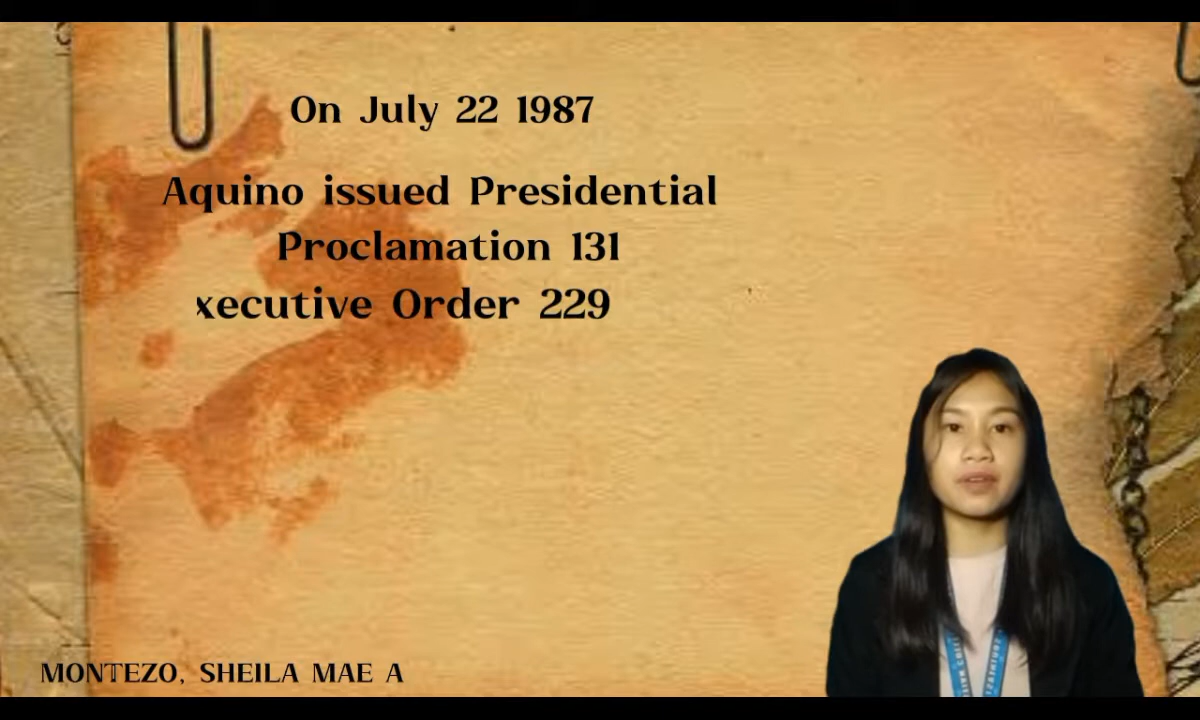 On July 22 1987
Aquino issued Presidential
Proclamation 131
xecutive Order 229
MONTEZO, SHEILA MAE A